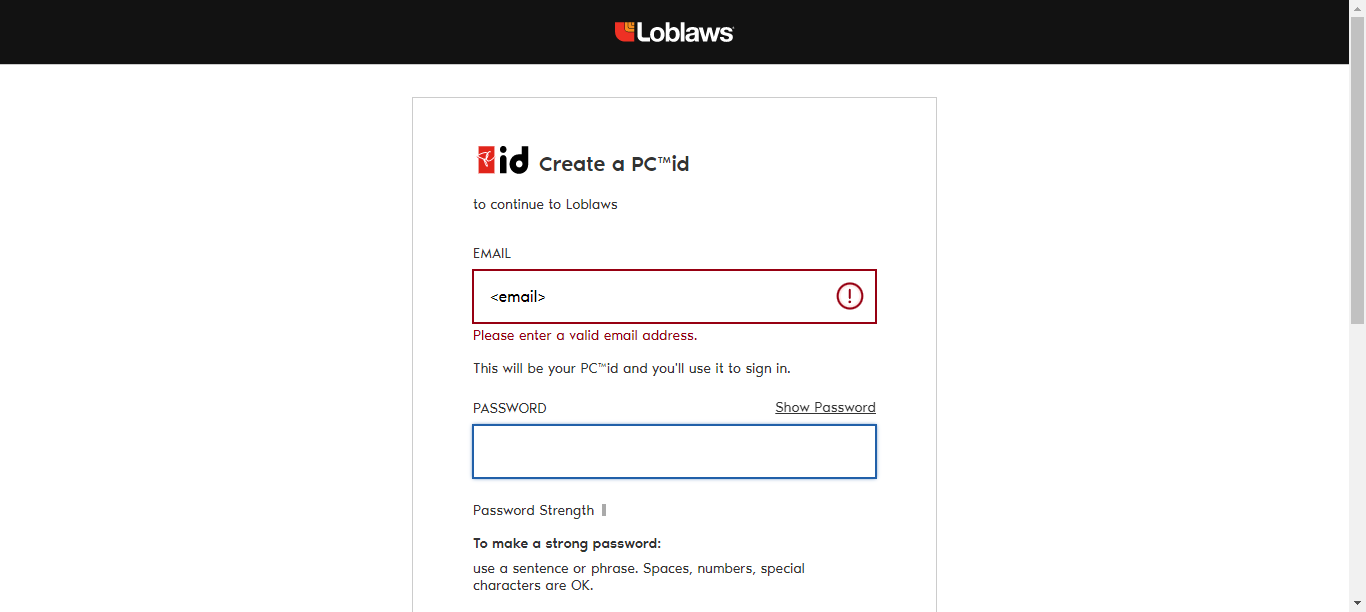 Loblaws
id Create a PC™id
to continue to Loblaws
EMAIL
<email>
Please enter a valid email address.
This will be your PC™id and you'll use it to sign in.
PASSWORD Show Password
Password Strength
To make a strong password:
use a sentence or phrase. Spaces, numbers, special
characters are OK.